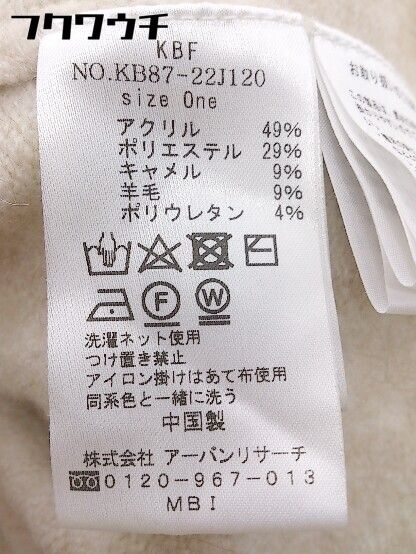 フクワウチ
KBF
NO.KB87-22J120
size One
アクリル 49%
ポリエステル 29%
キャメル 9%
羊毛 9%
ポリウレタン 4%
F W
洗濯ネット使用
つけ置き禁止
アイロン掛けはあて布使用
同系色と一緒に洗う
中国製
株式会社 アーバンリサーチ
0120-967-013
MBI